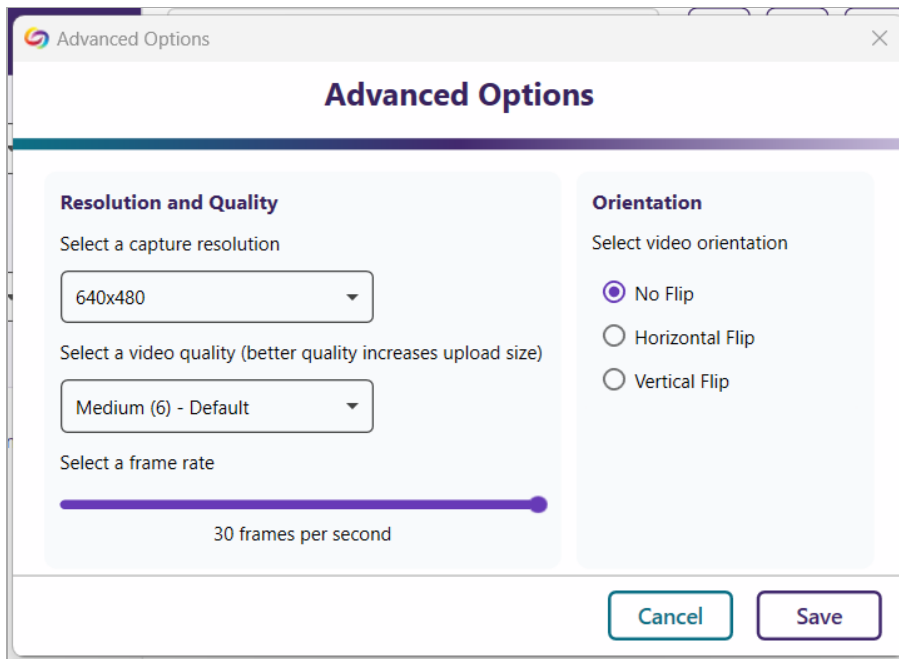 Advanced Options
Advanced Options
Resolution and Quality
Select a capture resolution
640x480
Select a video quality (better quality increases upload size)
Medium (6) - Default
Select a frame rate
30 frames per second
Orientation
Select video orientation
No Flip
Horizontal Flip
Vertical Flip
Cancel
Save